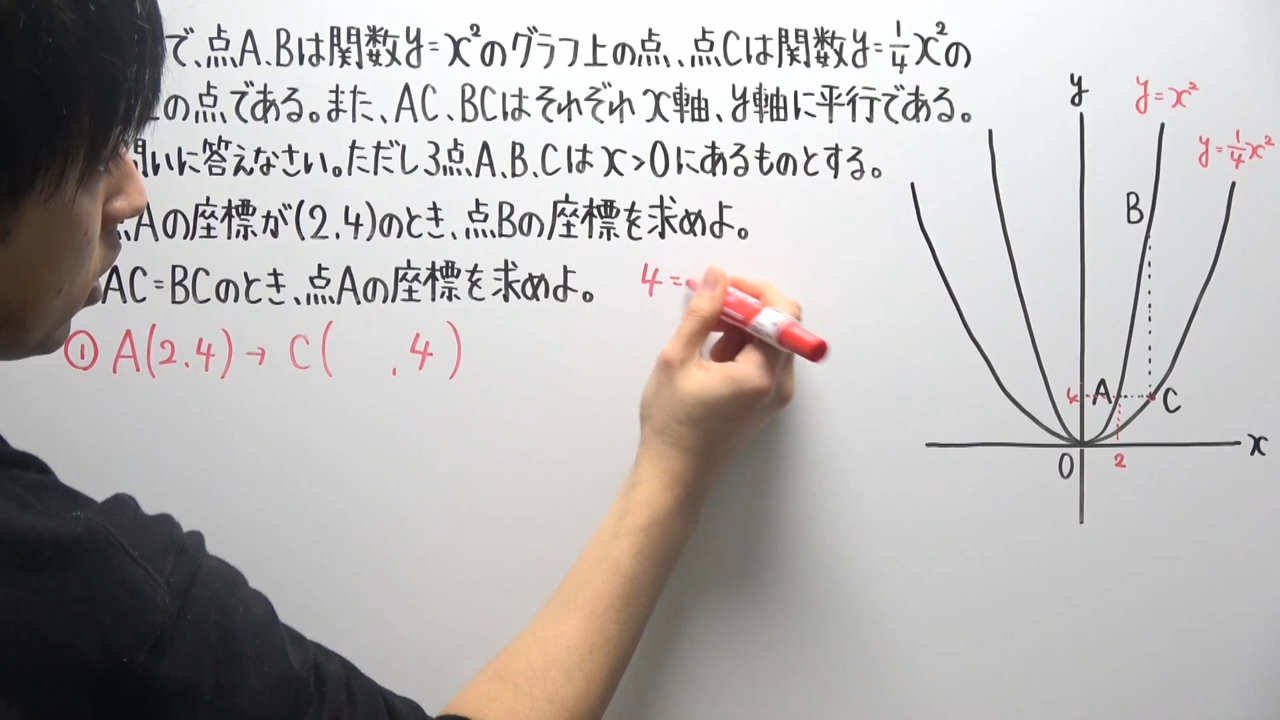 で、点A.Bは関数y=x²のグラフ上の点、点Cは関数y=1/4x²の
の点である。また、AC、BCはそれぞれx軸、y軸に平行である。
いに答えなさい。ただし3点A.B.Cはx>0にあるものとする。
Aの座標が(2.4)のとき、点Bの座標を求めよ。
AC=BCのとき、点Aの座標を求めよ。
4=
① A(2.4)→ C( .4)
y
y=x²
y=1/4x²
B
4
A
C
x
O
2